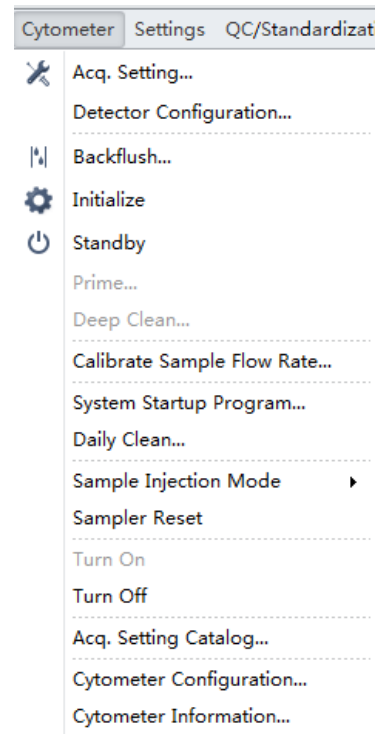 Cytometer Settings QC/Standardizat
Acq. Setting...
Detector Configuration...
Backflush...
Initialize
Standby
Prime...
Deep Clean...
Calibrate Sample Flow Rate...
System Startup Program...
Daily Clean...
Sample Injection Mode
Sampler Reset
Turn On
Turn Off
Acq. Setting Catalog...
Cytometer Configuration...
Cytometer Information...